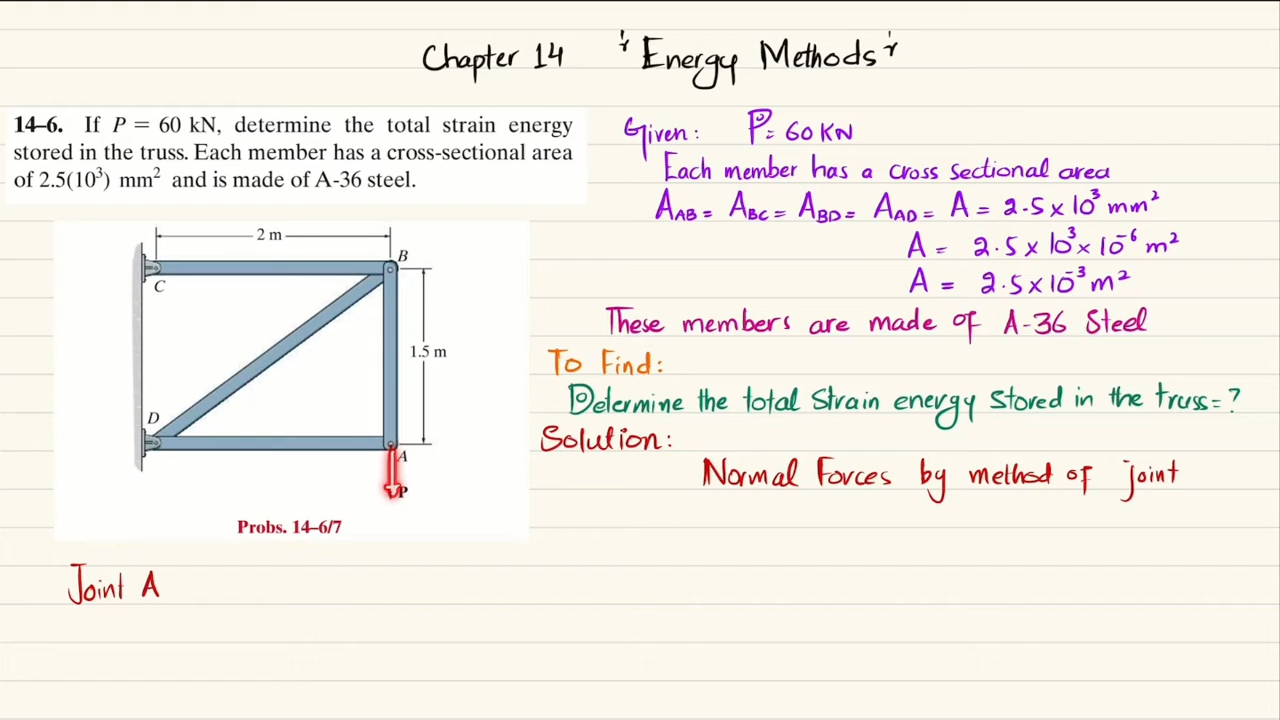 Chapter 14 "Energy Methods"
14–6. If P = 60 kN, determine the total strain energy
stored in the truss. Each member has a cross-sectional area
of 2.5(10³) mm² and is made of A-36 steel.
2 m
B
C
1.5 m
D
A
P
Probs. 14–6/7
Given: P = 60 KN
Each member has a cross sectional area
A_AB = A_BC = A_BD = A_AD = A = 2.5 × 10³ mm²
A = 2.5 × 10³ × 10⁻⁶ m²
A = 2.5 × 10⁻³ m²
These members are made of A-36 Steel
To Find:
Determine the total Strain energy Stored in the truss = ?
Solution:
Normal Forces by method of joint
Joint A